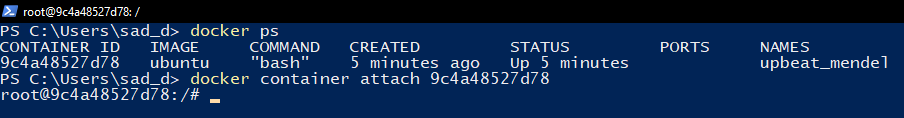 root@9c4a48527d78: /
PS C:\Users\sad_d> docker ps
CONTAINER ID   IMAGE     COMMAND   CREATED         STATUS         PORTS     NAMES
9c4a48527d78   ubuntu    "bash"    5 minutes ago   Up 5 minutes             upbeat_mendel
PS C:\Users\sad_d> docker container attach 9c4a48527d78
root@9c4a48527d78:/#